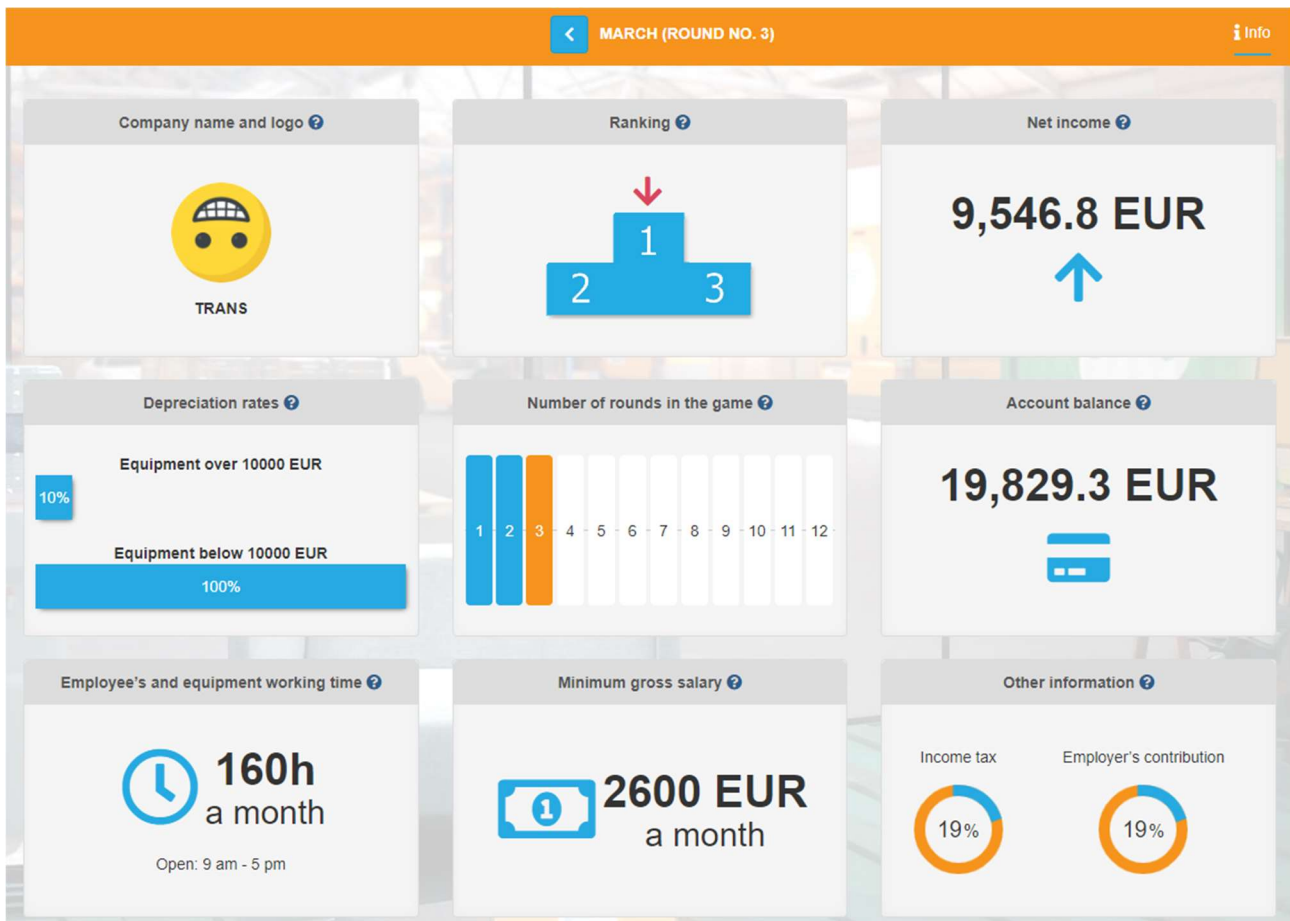 MARCH (ROUND NO. 3)
Info
Company name and logo
TRANS
Ranking
1
2 3
Net income
9,546.8 EUR
Depreciation rates
Equipment over 10000 EUR
10%
Equipment below 10000 EUR
100%
Number of rounds in the game
1 - 2 - 3 - 4 - 5 - 6 - 7 - 8 - 9 - 10 - 11 - 12
Account balance
19,829.3 EUR
Employee's and equipment working time
160h
a month
Open: 9 am - 5 pm
Minimum gross salary
1
2600 EUR
a month
Other information
Income tax Employer's contribution
19% 19%